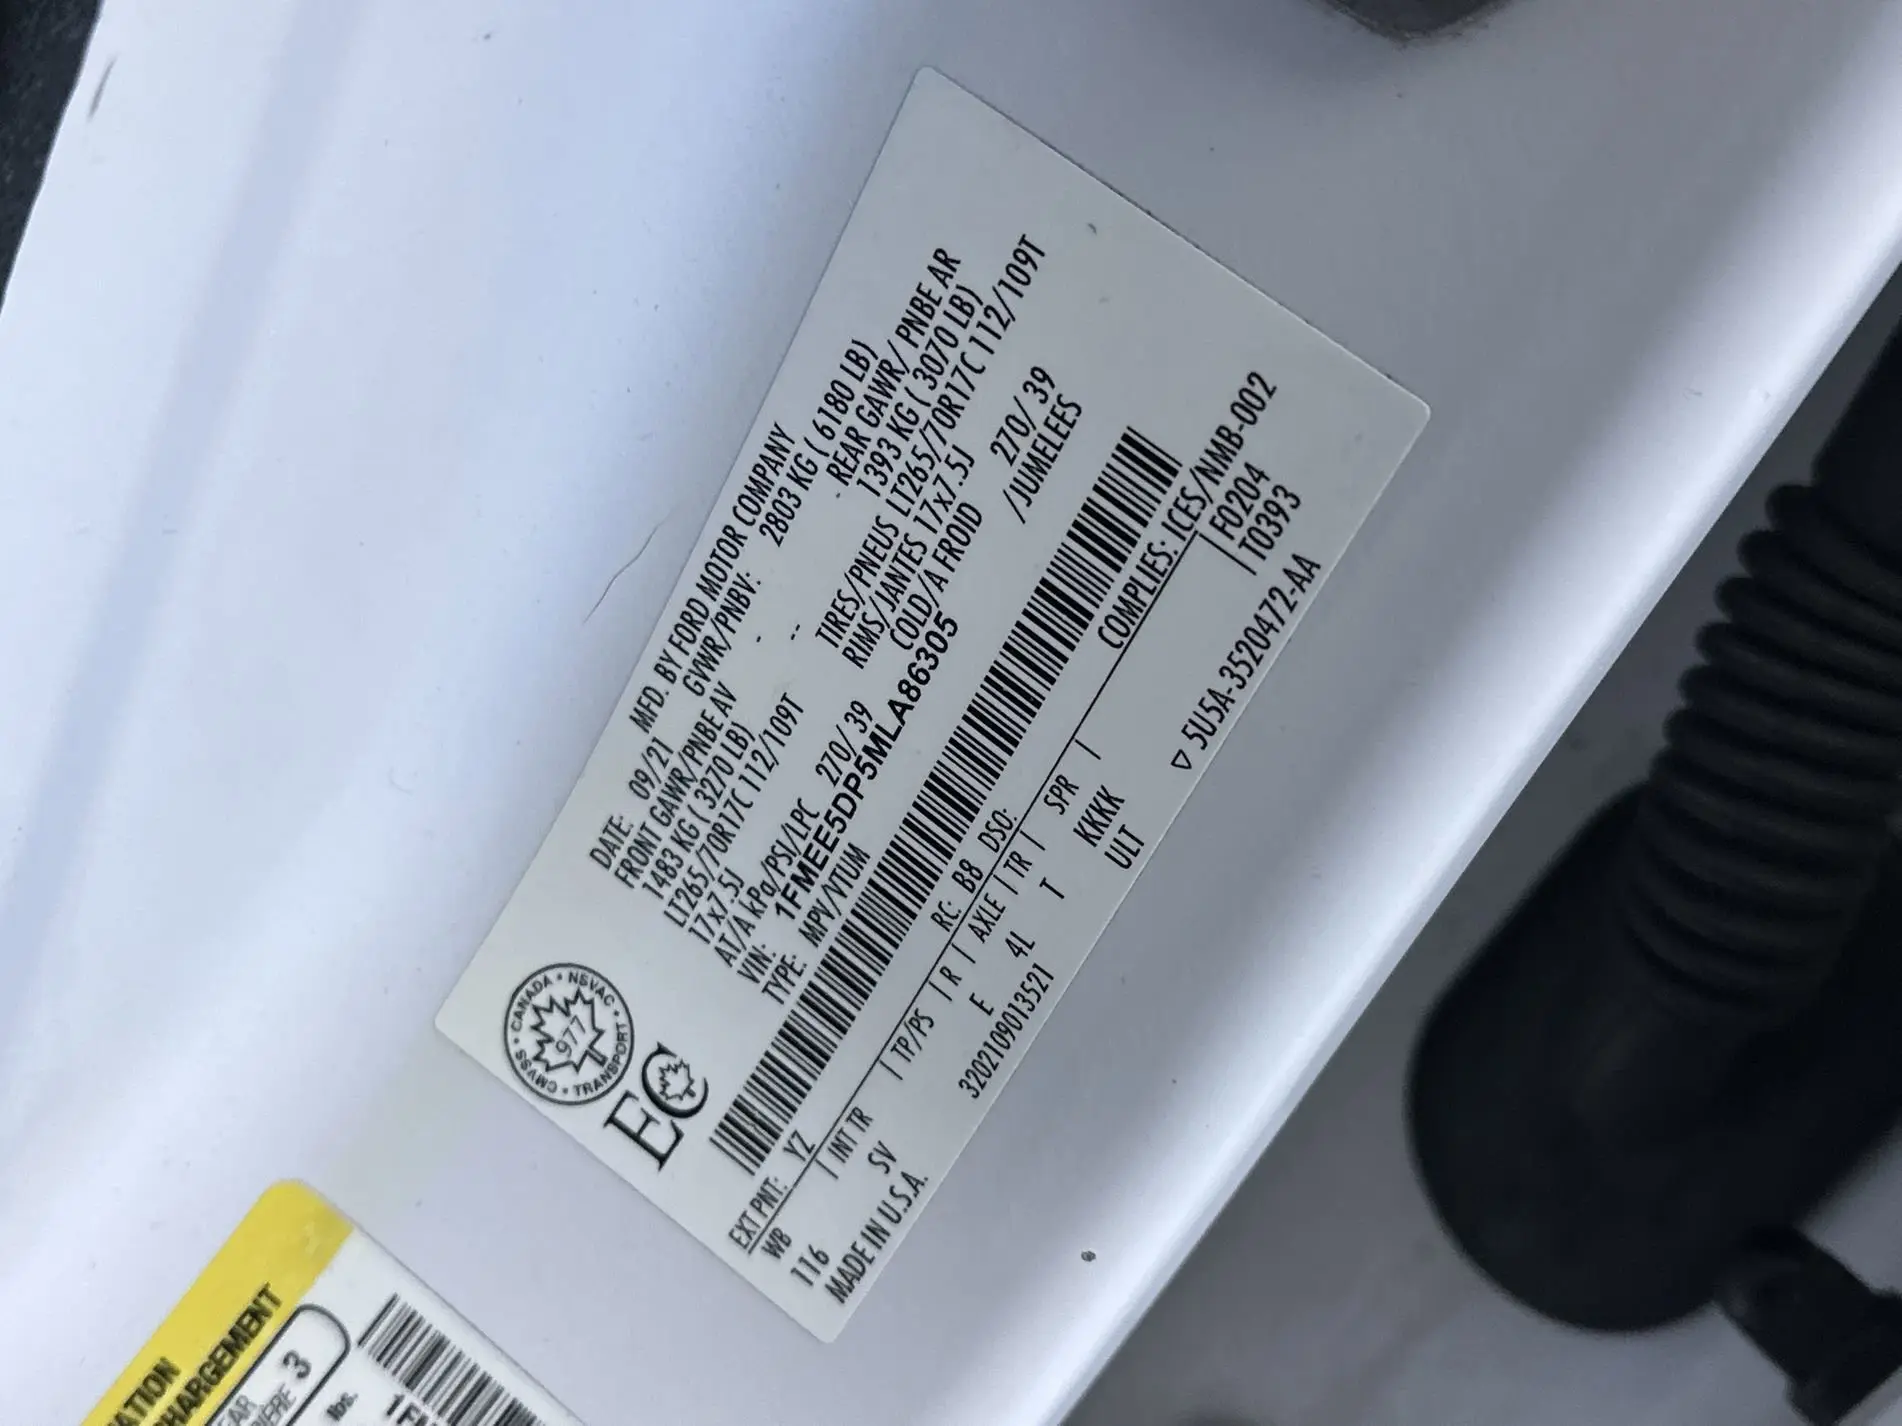 DATE: 09/21 MFD. BY FORD MOTOR COMPANY
FRONT GAWR/PNBE AV GVWR/PNBV: 2803 KG ( 6180 LB)
1483 KG ( 3270 LB) - REAR GAWR/ PNBE AR
LT265/70R17C 112/109T -- 1393 KG ( 3070 LB)
17x7.5J TIRES/PNEUS LT265/70R17C 112/109T
RIMS/JANTES 17x7.5J
AT/A kPa/PSI/LPC 270/ 39 COLD/A FROID 270/ 39
VIN: 1FMEE5DP5MLA86305 /JUMELEES
TYPE: MPV/VTUM
CANADA • NSVAC • TRANSPORT • CMVSS •
977
EC
COMPLIES: ICES/NMB-002
EXT PNT: YZ RC: B8 DSO: F0204
WB | INT TR | TP/PS | R | AXLE | TR | SPR | | T0393
116 SV E 4L T KKKK
MADE IN U.S.A. ULT
3202109013521
▽ 5U5A-3520472-AA
ATION
HARGEMENT
3
lbs.